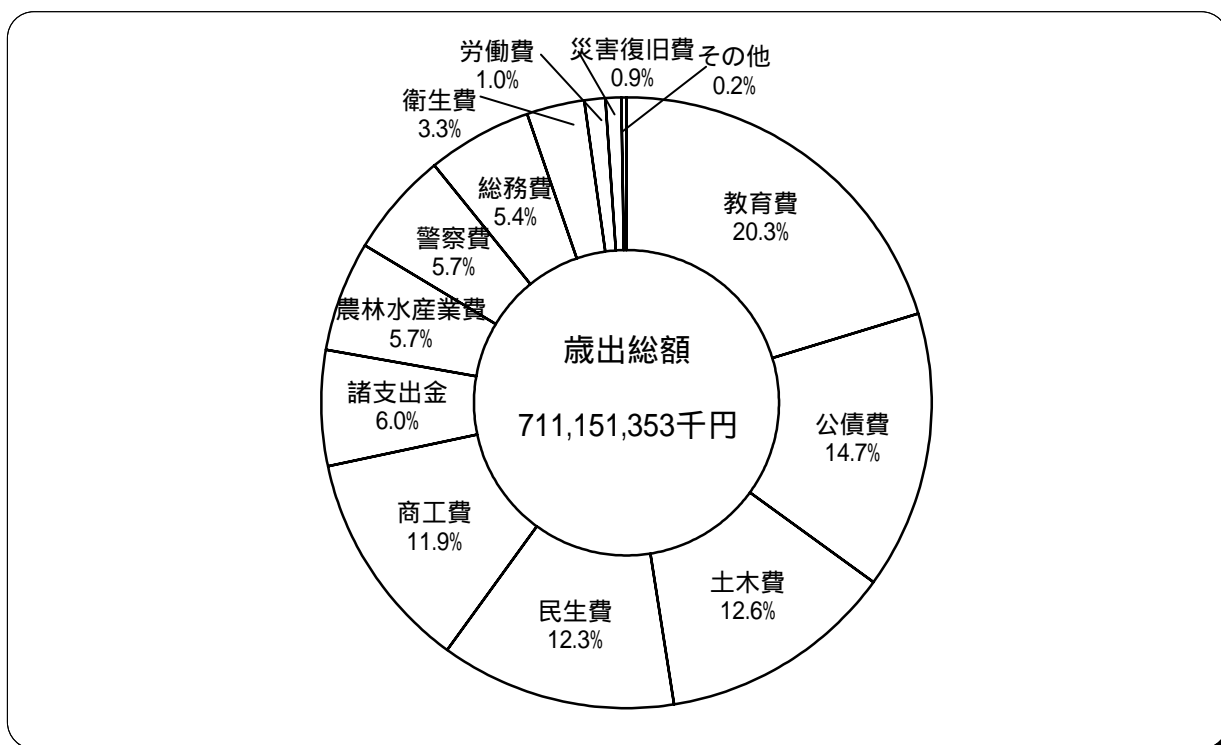 労働費
1.0%
災害復旧費
0.9%
その他
0.2%
衛生費
3.3%
総務費
5.4%
教育費
20.3%
警察費
5.7%
農林水産業費
5.7%
歳出総額
711,151,353千円
諸支出金
6.0%
公債費
14.7%
商工費
11.9%
土木費
12.6%
民生費
12.3%